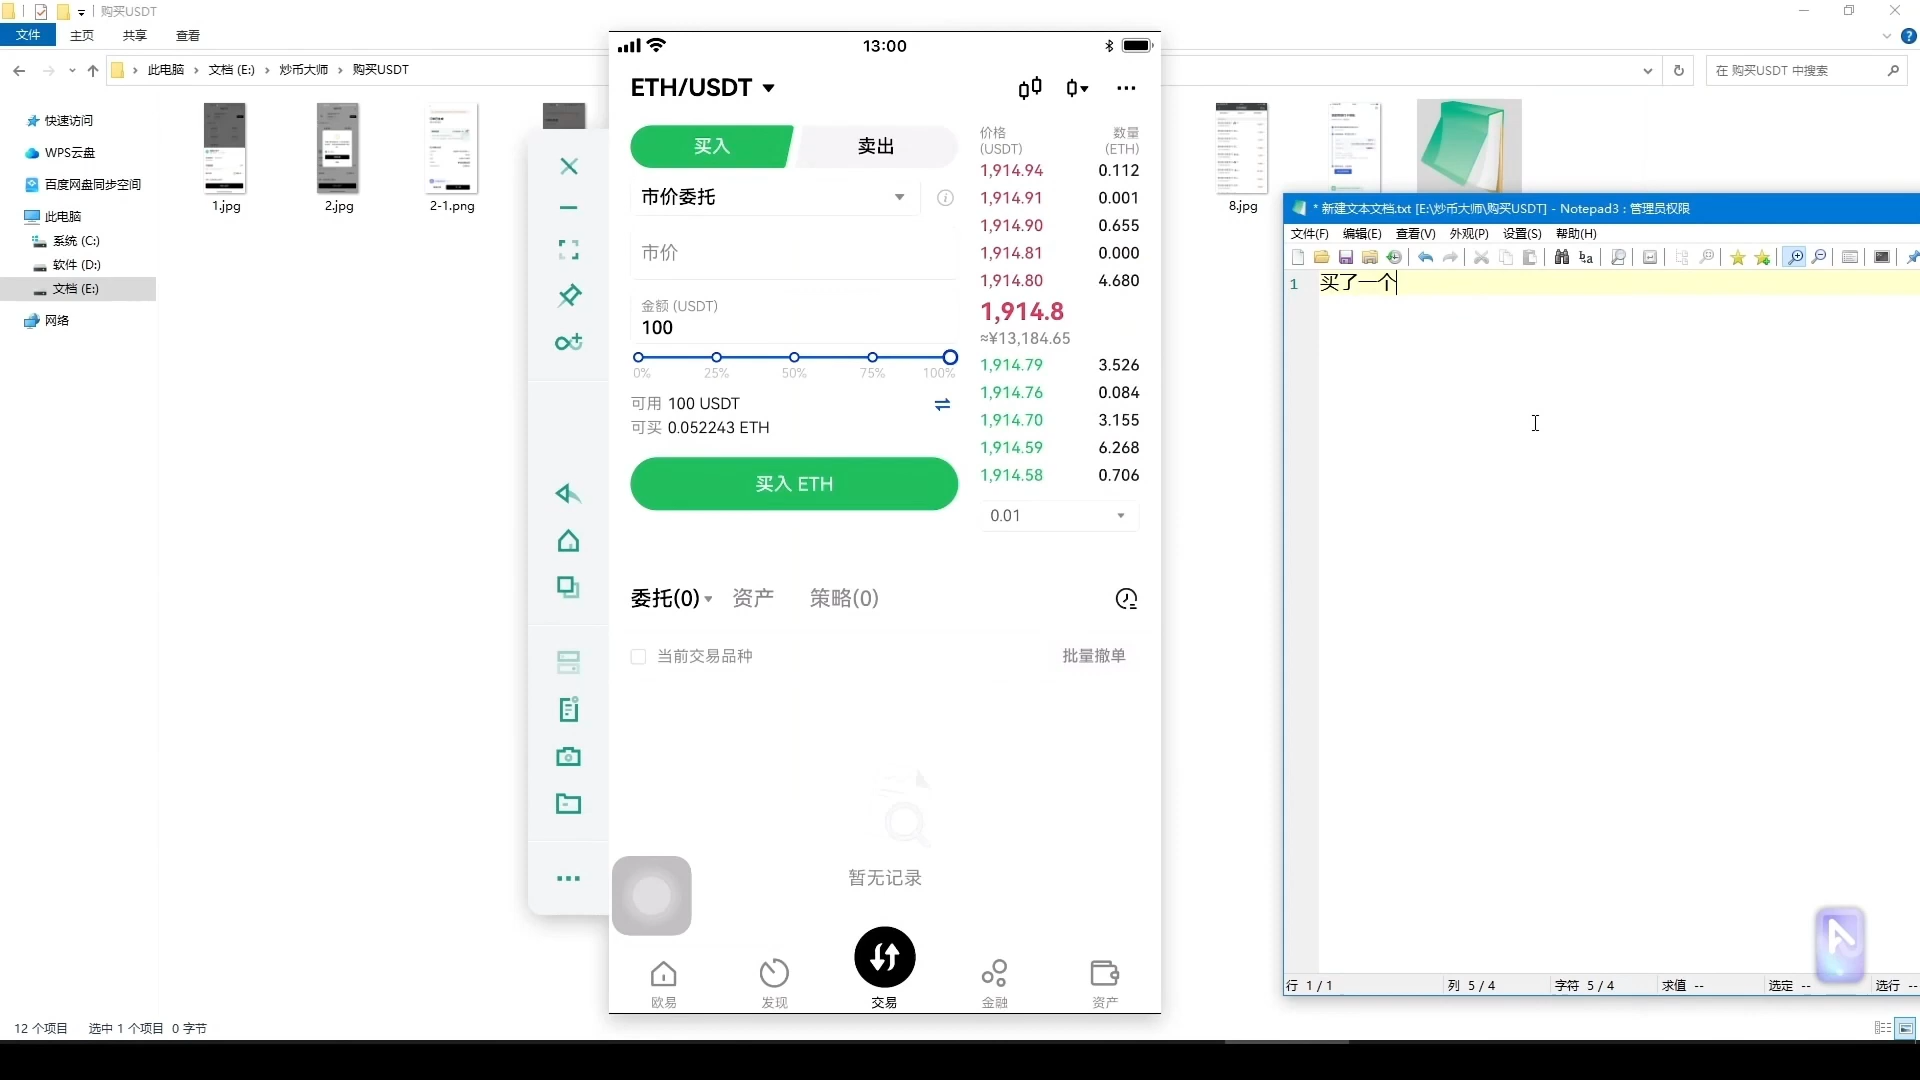 购买USDT
文件
主页
共享
查看
此电脑
文档 (E:)
炒币大师
购买USDT
在 购买USDT 中搜索
快速访问
WPS云盘
百度网盘同步空间
此电脑
系统 (C:)
软件 (D:)
文档 (E:)
网络
1.jpg
2.jpg
2-1.png
8.jpg
12 个项目
选中 1 个项目 0 字节
13:00
ETH/USDT
买入
卖出
市价委托
市价
金额 (USDT)
100
0%
25%
50%
75%
100%
可用 100 USDT
可买 0.052243 ETH
买入 ETH
价格
(USDT)
数量
(ETH)
1,914.94 0.112
1,914.91 0.001
1,914.90 0.655
1,914.81 0.000
1,914.80 4.680
1,914.8
≈¥13,184.65
1,914.79 3.526
1,914.76 0.084
1,914.70 3.155
1,914.59 6.268
1,914.58 0.706
0.01
委托(0)
资产
策略(0)
当前交易品种
批量撤单
暂无记录
欧易
发现
交易
金融
资产
* 新建文本文档.txt [E:\炒币大师\购买USDT] - Notepad3 : 管理员权限
文件(F)
编辑(E)
查看(V)
外观(P)
设置(S)
帮助(H)
1
买了一个
行 1 / 1
列 5 / 4
字符 5 / 4
求值 --
选定 --
选行 --